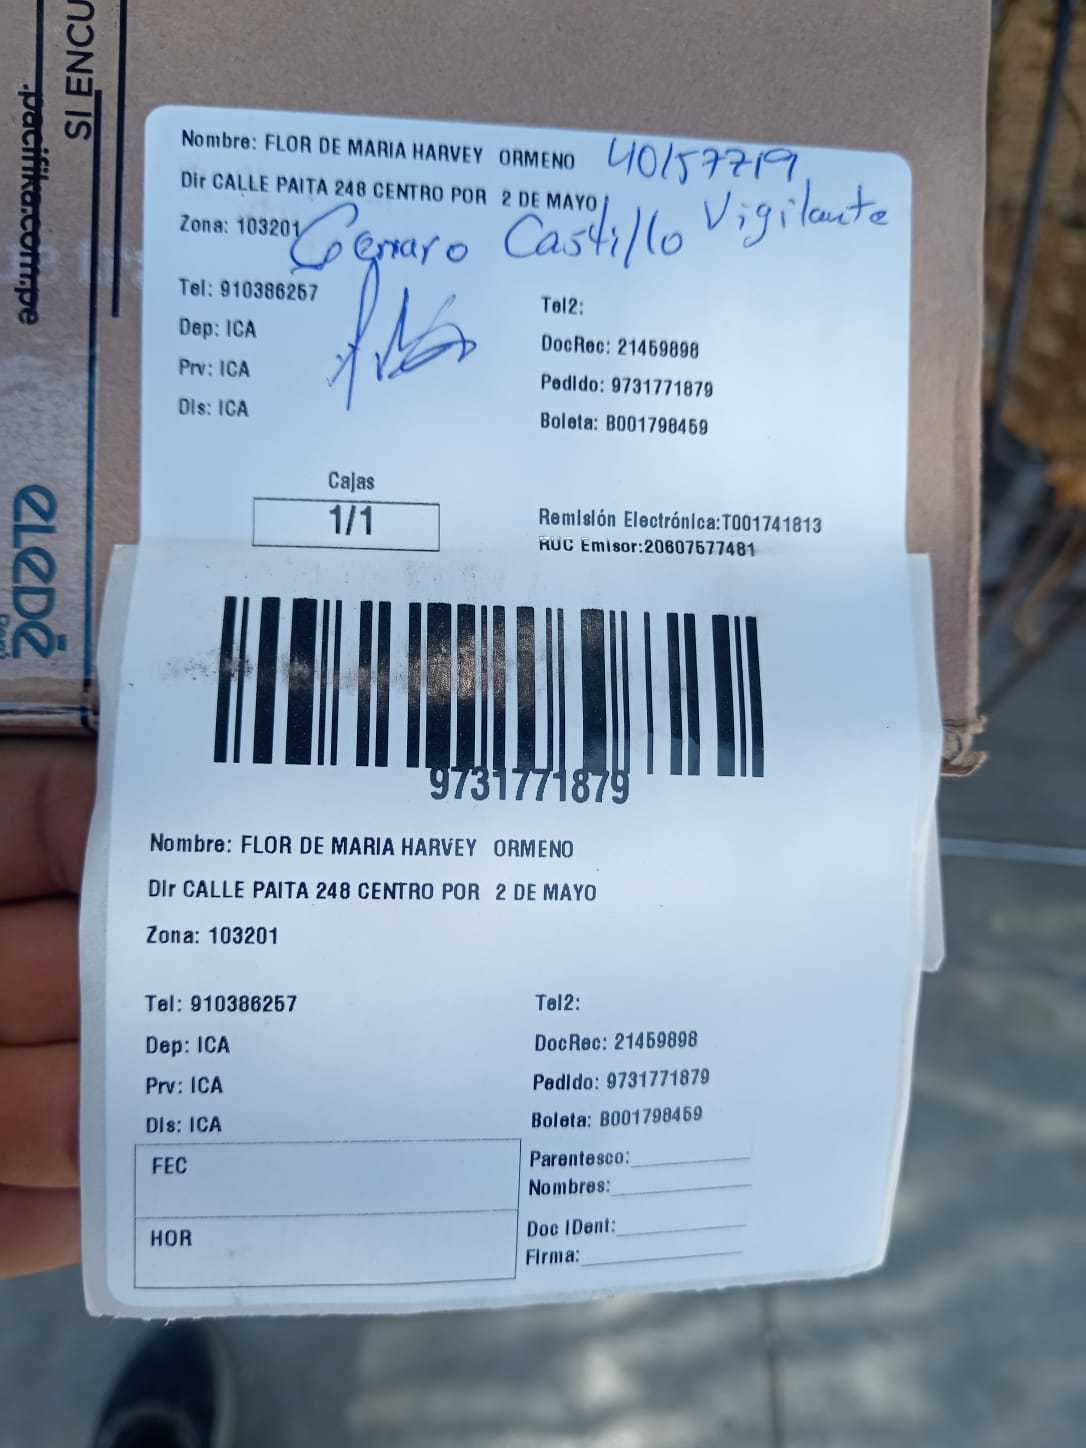 SI ENCU
.pacifika.com.pe
eLeDé
Nombre: FLOR DE MARIA HARVEY ORMENO 40157719
Dir CALLE PAITA 248 CENTRO POR 2 DE MAYO
Vigilante
Zona: 103201
Genaro Castillo
Tel: 910386257
Tel2:
Dep: ICA
DocRec: 21459898
Prv: ICA
Pedido: 9731771879
Dis: ICA
Boleta: B001798459
Cajas
1/1
Remisión Electrónica:T001741813
RUC Emisor:20607577481
9731771879
Nombre: FLOR DE MARIA HARVEY ORMENO
Dir CALLE PAITA 248 CENTRO POR 2 DE MAYO
Zona: 103201
Tel: 910386257
Tel2:
Dep: ICA
DocRec: 21459898
Prv: ICA
Pedido: 9731771879
Dis: ICA
Boleta: B001798459
FEC
Parentesco:
Nombres:
HOR
Doc IDent:
Firma: